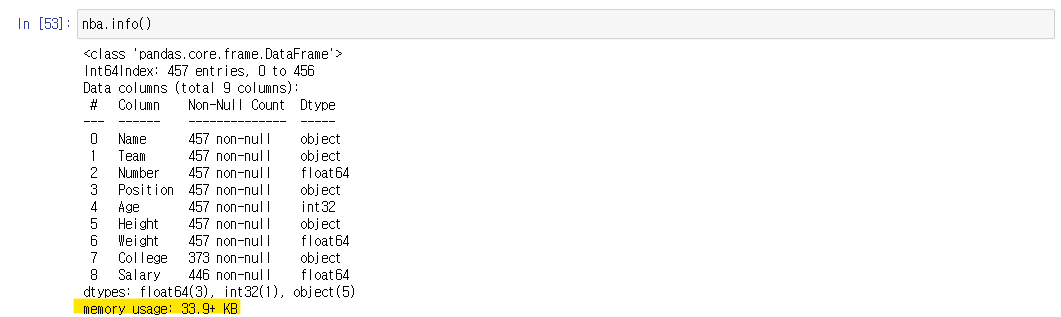 In [53]: nba.info()
<class 'pandas.core.frame.DataFrame'>
Int64Index: 457 entries, 0 to 456
Data columns (total 9 columns):
 #   Column    Non-Null Count  Dtype
---  ------    --------------  -----
 0   Name      457 non-null    object
 1   Team      457 non-null    object
 2   Number    457 non-null    float64
 3   Position  457 non-null    object
 4   Age       457 non-null    int32
 5   Height    457 non-null    object
 6   Weight    457 non-null    float64
 7   College   373 non-null    object
 8   Salary    446 non-null    float64
dtypes: float64(3), int32(1), object(5)
memory usage: 33.9+ KB